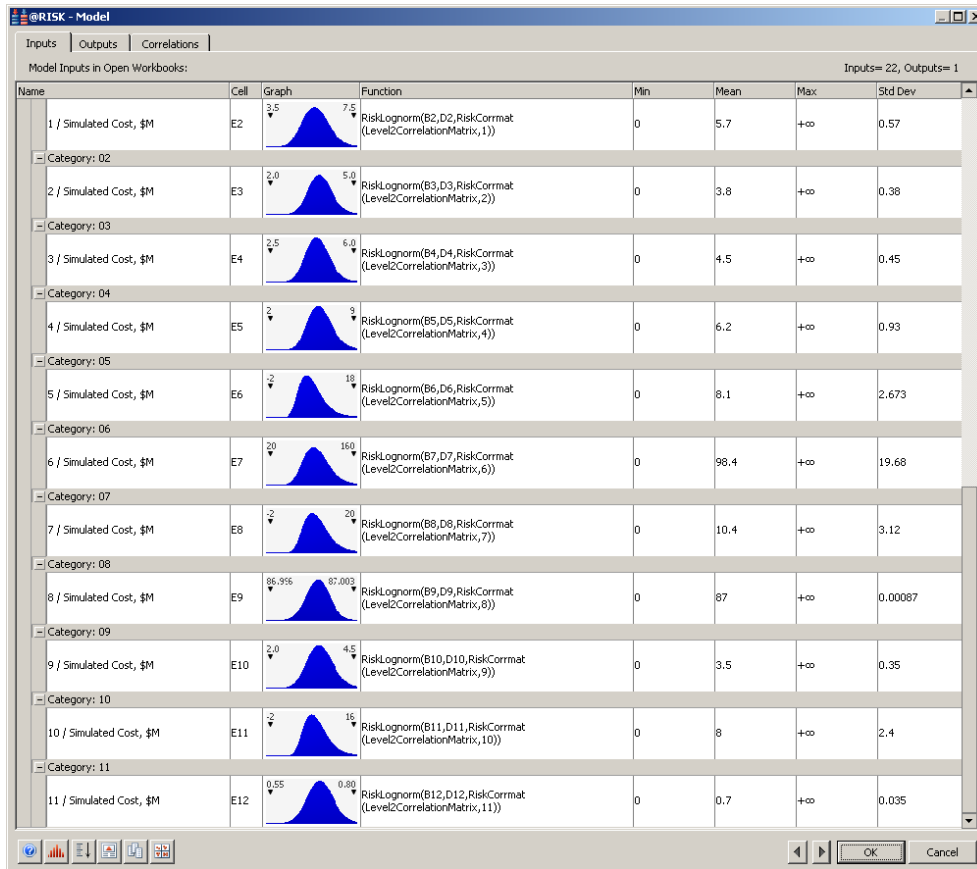 @RISK - Model
Inputs Outputs Correlations
Model Inputs in Open Workbooks: Inputs= 22, Outputs= 1
Name Cell Graph Function Min Mean Max Std Dev
3.5 7.5
1 / Simulated Cost, $M E2 RiskLognorm(B2,D2,RiskCorrmat 0 5.7 +∞ 0.57
(Level2CorrelationMatrix,1))
Category: 02
2.0 5.0
2 / Simulated Cost, $M E3 RiskLognorm(B3,D3,RiskCorrmat 0 3.8 +∞ 0.38
(Level2CorrelationMatrix,2))
Category: 03
2.5 6.0
3 / Simulated Cost, $M E4 RiskLognorm(B4,D4,RiskCorrmat 0 4.5 +∞ 0.45
(Level2CorrelationMatrix,3))
Category: 04
2 9
4 / Simulated Cost, $M E5 RiskLognorm(B5,D5,RiskCorrmat 0 6.2 +∞ 0.93
(Level2CorrelationMatrix,4))
Category: 05
-2 18
5 / Simulated Cost, $M E6 RiskLognorm(B6,D6,RiskCorrmat 0 8.1 +∞ 2.673
(Level2CorrelationMatrix,5))
Category: 06
20 160
6 / Simulated Cost, $M E7 RiskLognorm(B7,D7,RiskCorrmat 0 98.4 +∞ 19.68
(Level2CorrelationMatrix,6))
Category: 07
-2 20
7 / Simulated Cost, $M E8 RiskLognorm(B8,D8,RiskCorrmat 0 10.4 +∞ 3.12
(Level2CorrelationMatrix,7))
Category: 08
86.996 87.003
8 / Simulated Cost, $M E9 RiskLognorm(B9,D9,RiskCorrmat 0 87 +∞ 0.00087
(Level2CorrelationMatrix,8))
Category: 09
2.0 4.5
9 / Simulated Cost, $M E10 RiskLognorm(B10,D10,RiskCorrmat 0 3.5 +∞ 0.35
(Level2CorrelationMatrix,9))
Category: 10
-2 16
10 / Simulated Cost, $M E11 RiskLognorm(B11,D11,RiskCorrmat 0 8 +∞ 2.4
(Level2CorrelationMatrix,10))
Category: 11
0.55 0.80
11 / Simulated Cost, $M E12 RiskLognorm(B12,D12,RiskCorrmat 0 0.7 +∞ 0.035
(Level2CorrelationMatrix,11))
OK Cancel